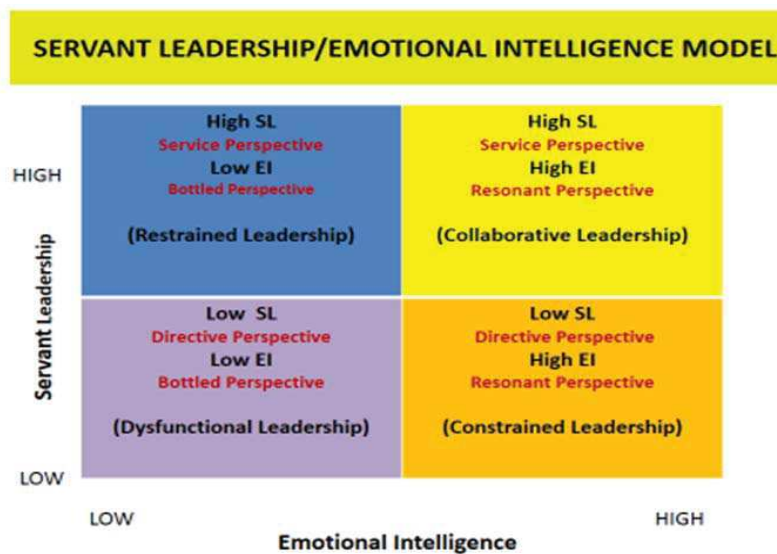 SERVANT LEADERSHIP/EMOTIONAL INTELLIGENCE MODEL
HIGH
High SL
Service Perspective
Low EI
Bottled Perspective
(Restrained Leadership)
High SL
Service Perspective
High EI
Resonant Perspective
(Collaborative Leadership)
Servant Leadership
Low SL
Directive Perspective
Low EI
Bottled Perspective
(Dysfunctional Leadership)
Low SL
Directive Perspective
High EI
Resonant Perspective
(Constrained Leadership)
LOW
LOW
HIGH
Emotional Intelligence